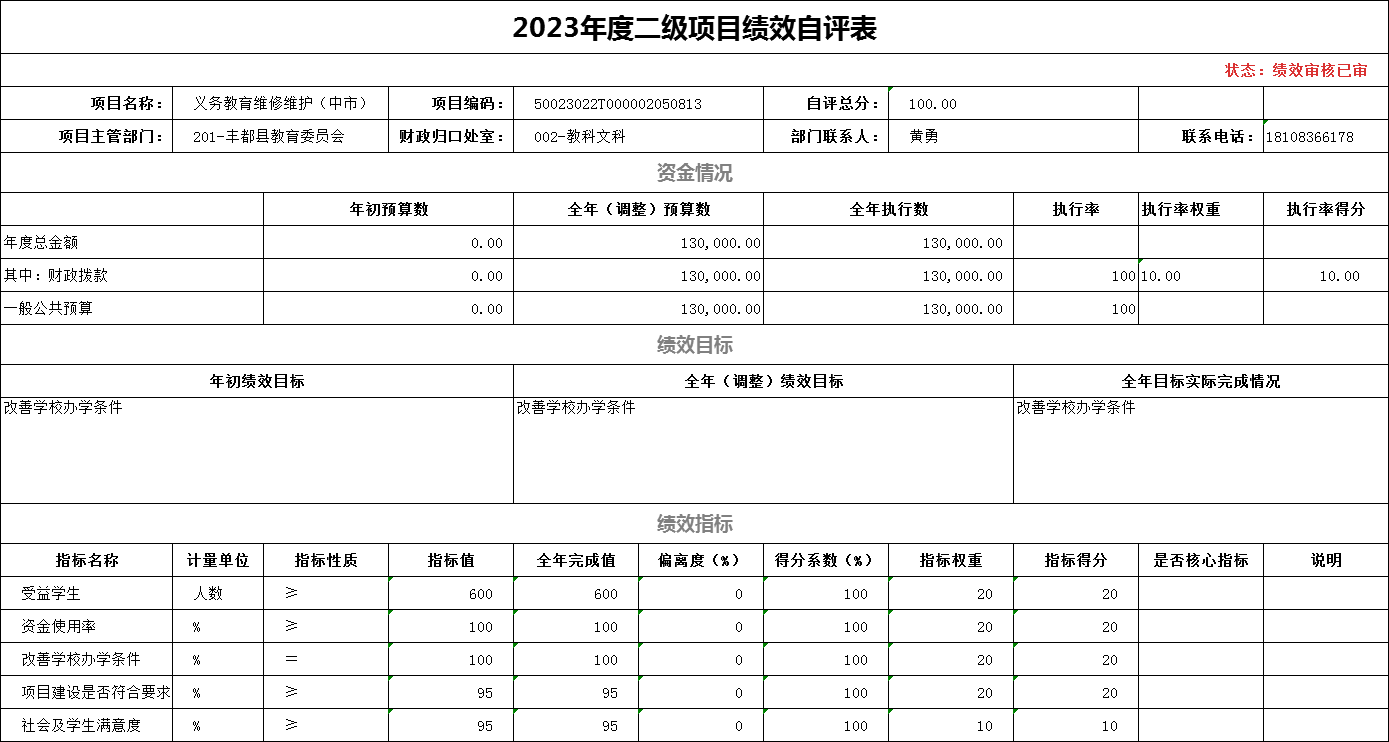 2023年度二级项目绩效自评表
状态：绩效审核已审
项目名称： 义务教育维修维护（中市） 项目编码： 50023022T000002050813 自评总分： 100.00
项目主管部门： 201-丰都县教育委员会 财政归口处室： 002-教科文科 部门联系人： 黄勇 联系电话： 18108366178
资金情况
年初预算数 全年（调整）预算数 全年执行数 执行率 执行率权重 执行率得分
年度总金额 0.00 130,000.00 130,000.00
其中：财政拨款 0.00 130,000.00 130,000.00 100 10.00 10.00
一般公共预算 0.00 130,000.00 130,000.00 100
绩效目标
年初绩效目标 全年（调整）绩效目标 全年目标实际完成情况
改善学校办学条件 改善学校办学条件 改善学校办学条件
绩效指标
指标名称 计量单位 指标性质 指标值 全年完成值 偏离度（%） 得分系数（%） 指标权重 指标得分 是否核心指标 说明
受益学生 人数 ≥ 600 600 0 100 20 20
资金使用率 % ≥ 100 100 0 100 20 20
改善学校办学条件 % ＝ 100 100 0 100 20 20
项目建设是否符合要求 % ≥ 95 95 0 100 20 20
社会及学生满意度 % ≥ 95 95 0 100 10 10